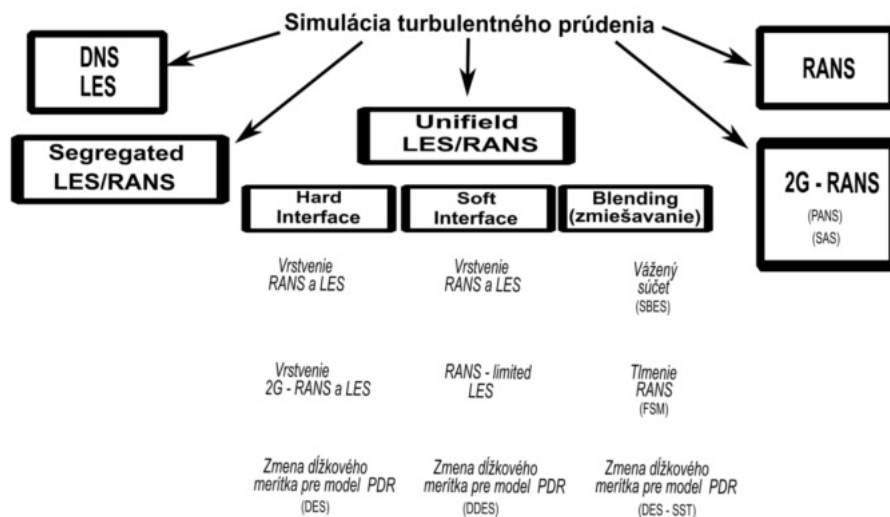 Simulácia turbulentného prúdenia
DNS
LES
RANS
Segregated
LES/RANS
Unifield
LES/RANS
2G - RANS
(PANS)
(SAS)
Hard
Interface
Soft
Interface
Blending
(zmiešavanie)
Vrstvenie
RANS a LES
Vrstvenie
RANS a LES
Vážený
súčet
(SBES)
Vrstvenie
2G - RANS a LES
RANS - limited
LES
Tlmenie
RANS
(FSM)
Zmena dĺžkového
merítka pre model PDR
(DES)
Zmena dĺžkového
merítka pre model PDR
(DDES)
Zmena dĺžkového
merítka pre model PDR
(DES - SST)